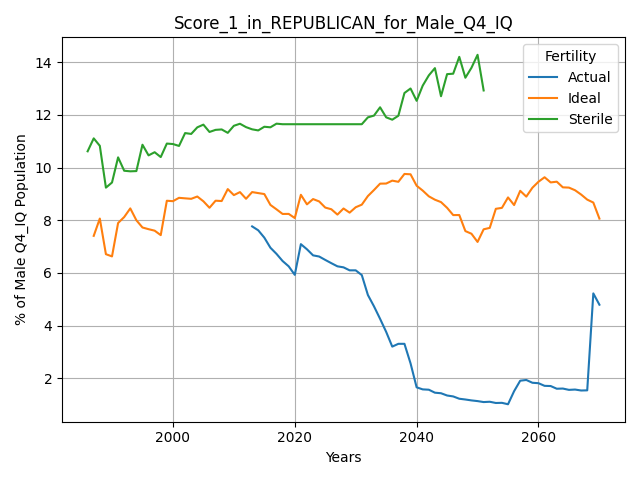 Score_1_in_REPUBLICAN_for_Male_Q4_IQ
Fertility
Actual
Ideal
Sterile
% of Male Q4_IQ Population
14
12
10
8
6
4
2
2000
2020
2040
2060
Years